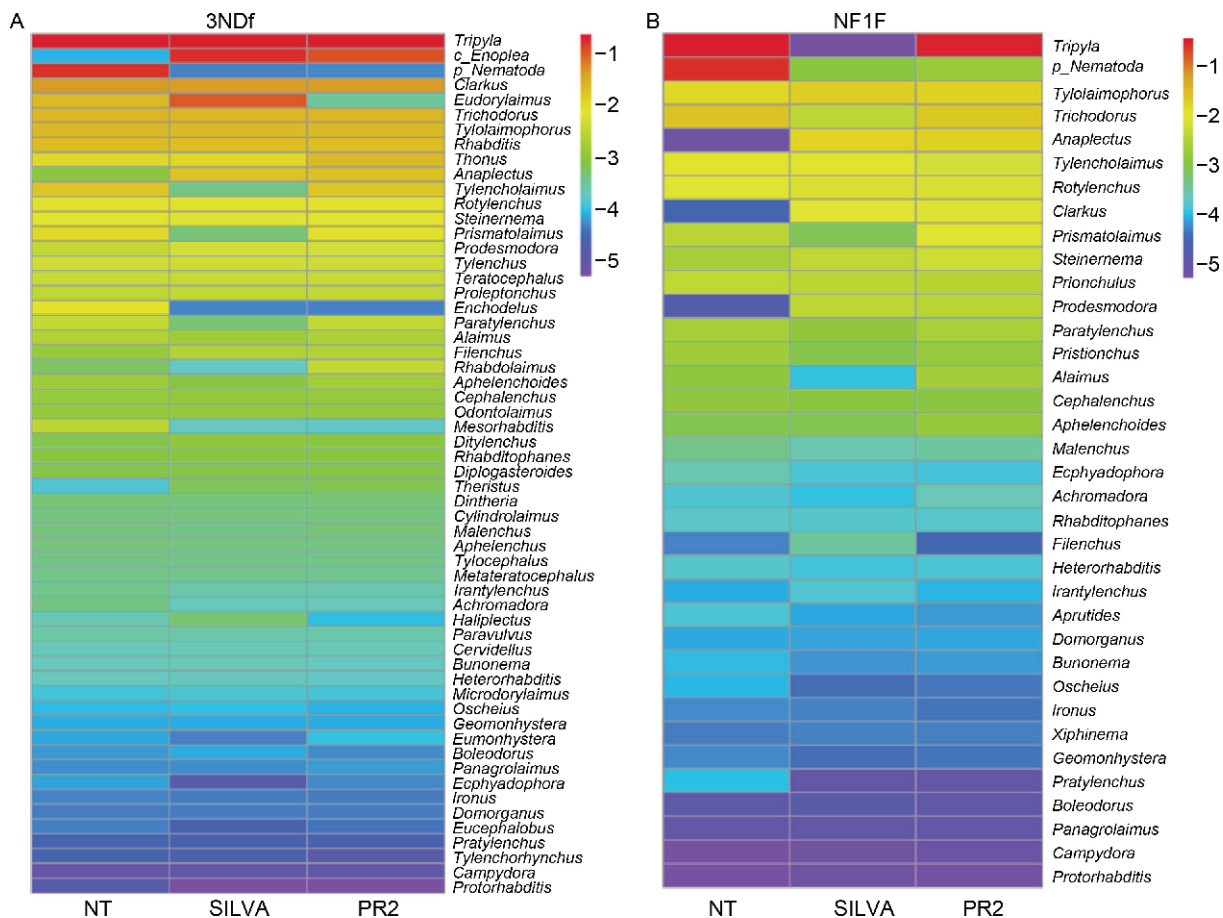 A
3NDf
Tripyla
c_Enoplea
p_Nematoda
Clarkus
Eudorylaimus
Trichodorus
Tylolaimophorus
Rhabditis
Thonus
Anaplectus
Tylencholaimus
Rotylenchus
Steinernema
Prismatolaimus
Prodesmodora
Tylenchus
Teratocephalus
Proleptonchus
Enchodelus
Paratylenchus
Alaimus
Filenchus
Rhabdolaimus
Aphelenchoides
Cephalenchus
Odontolaimus
Mesorhabditis
Ditylenchus
Rhabditophanes
Diplogasteroides
Theristus
Dintheria
Cylindrolaimus
Malenchus
Aphelenchus
Tylocephalus
Metateratocephalus
Irantylenchus
Achromadora
Haliplectus
Paravulvus
Cervidellus
Bunonema
Heterorhabditis
Microdorylaimus
Oscheius
Geomonhystera
Eumonhystera
Boleodorus
Panagrolaimus
Ecphyadophora
Ironus
Domorganus
Eucephalobus
Pratylenchus
Tylenchorhynchus
Campydora
Protorhabditis
NT SILVA PR2
−1
−2
−3
−4
−5
B
NF1F
Tripyla
p_Nematoda
Tylolaimophorus
Trichodorus
Anaplectus
Tylencholaimus
Rotylenchus
Clarkus
Prismatolaimus
Steinernema
Prionchulus
Prodesmodora
Paratylenchus
Pristionchus
Alaimus
Cephalenchus
Aphelenchoides
Malenchus
Ecphyadophora
Achromadora
Rhabditophanes
Filenchus
Heterorhabditis
Irantylenchus
Aprutides
Domorganus
Bunonema
Oscheius
Ironus
Xiphinema
Geomonhystera
Pratylenchus
Boleodorus
Panagrolaimus
Campydora
Protorhabditis
NT SILVA PR2
−1
−2
−3
−4
−5